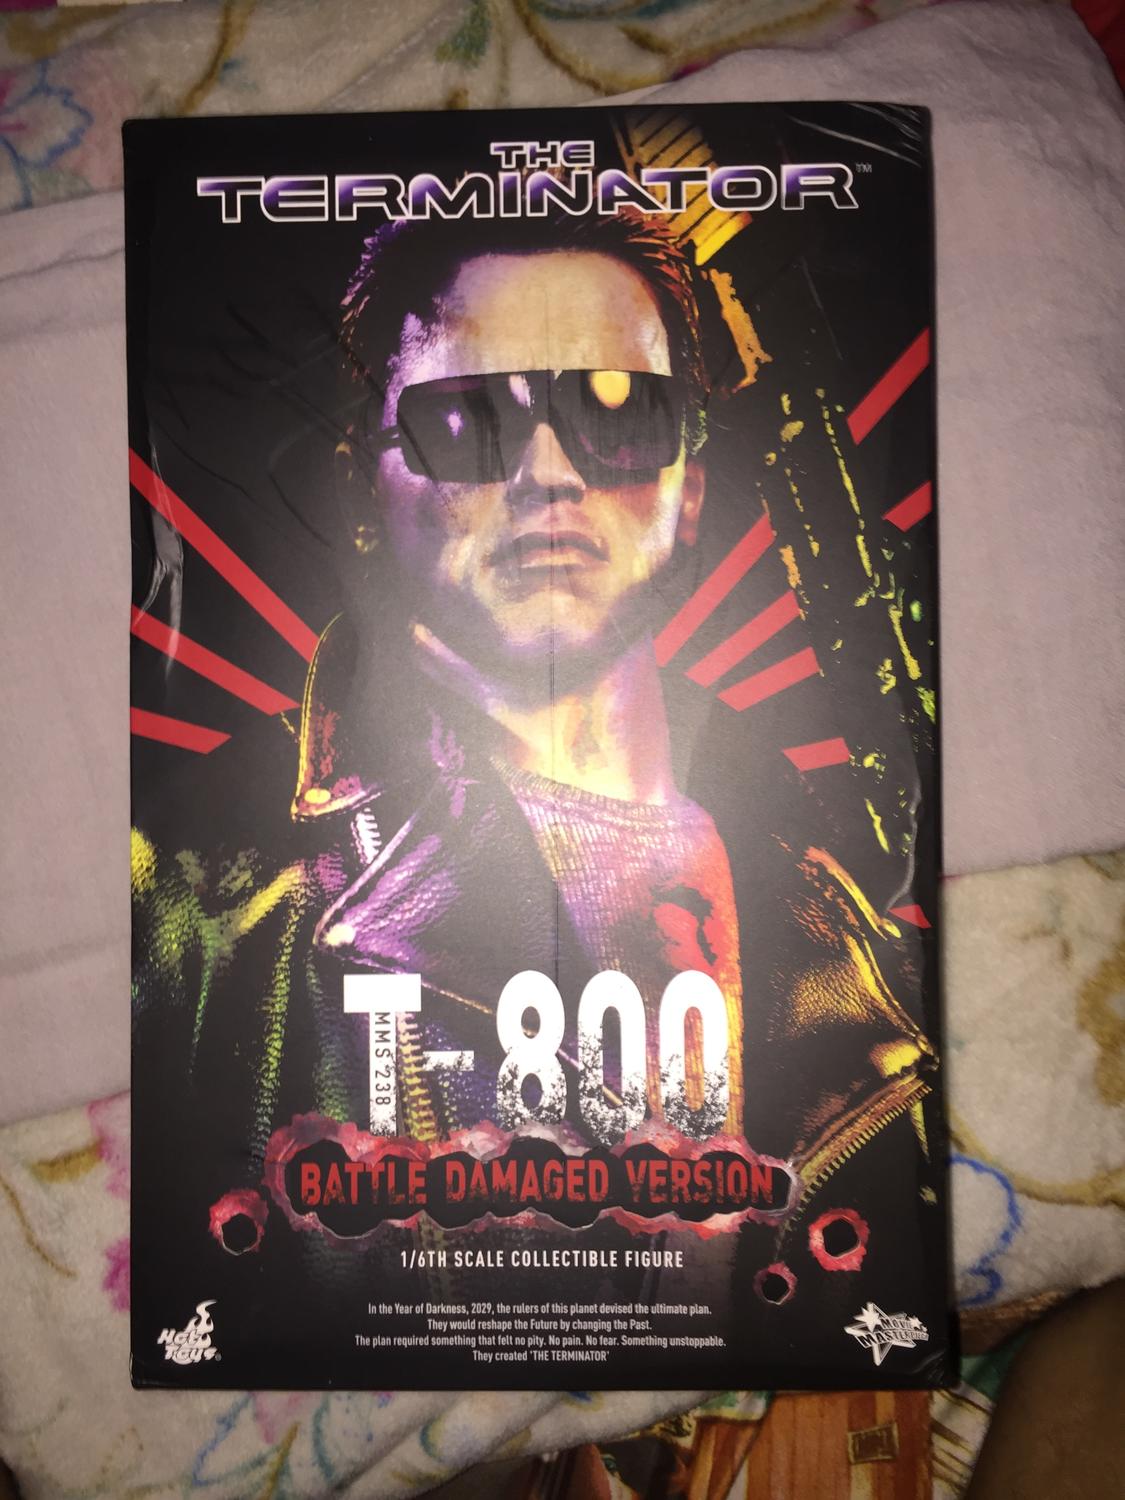 THE
TERMINATOR™
T-800
MMS 238
BATTLE DAMAGED VERSION
1/6TH SCALE COLLECTIBLE FIGURE
In the Year of Darkness, 2029, the rulers of this planet devised the ultimate plan.
They would reshape the Future by changing the Past.
The plan required something that felt no pity. No pain. No fear. Something unstoppable.
They created 'THE TERMINATOR'
HOT
TOYS®
MOVIE
MASTERPIECE